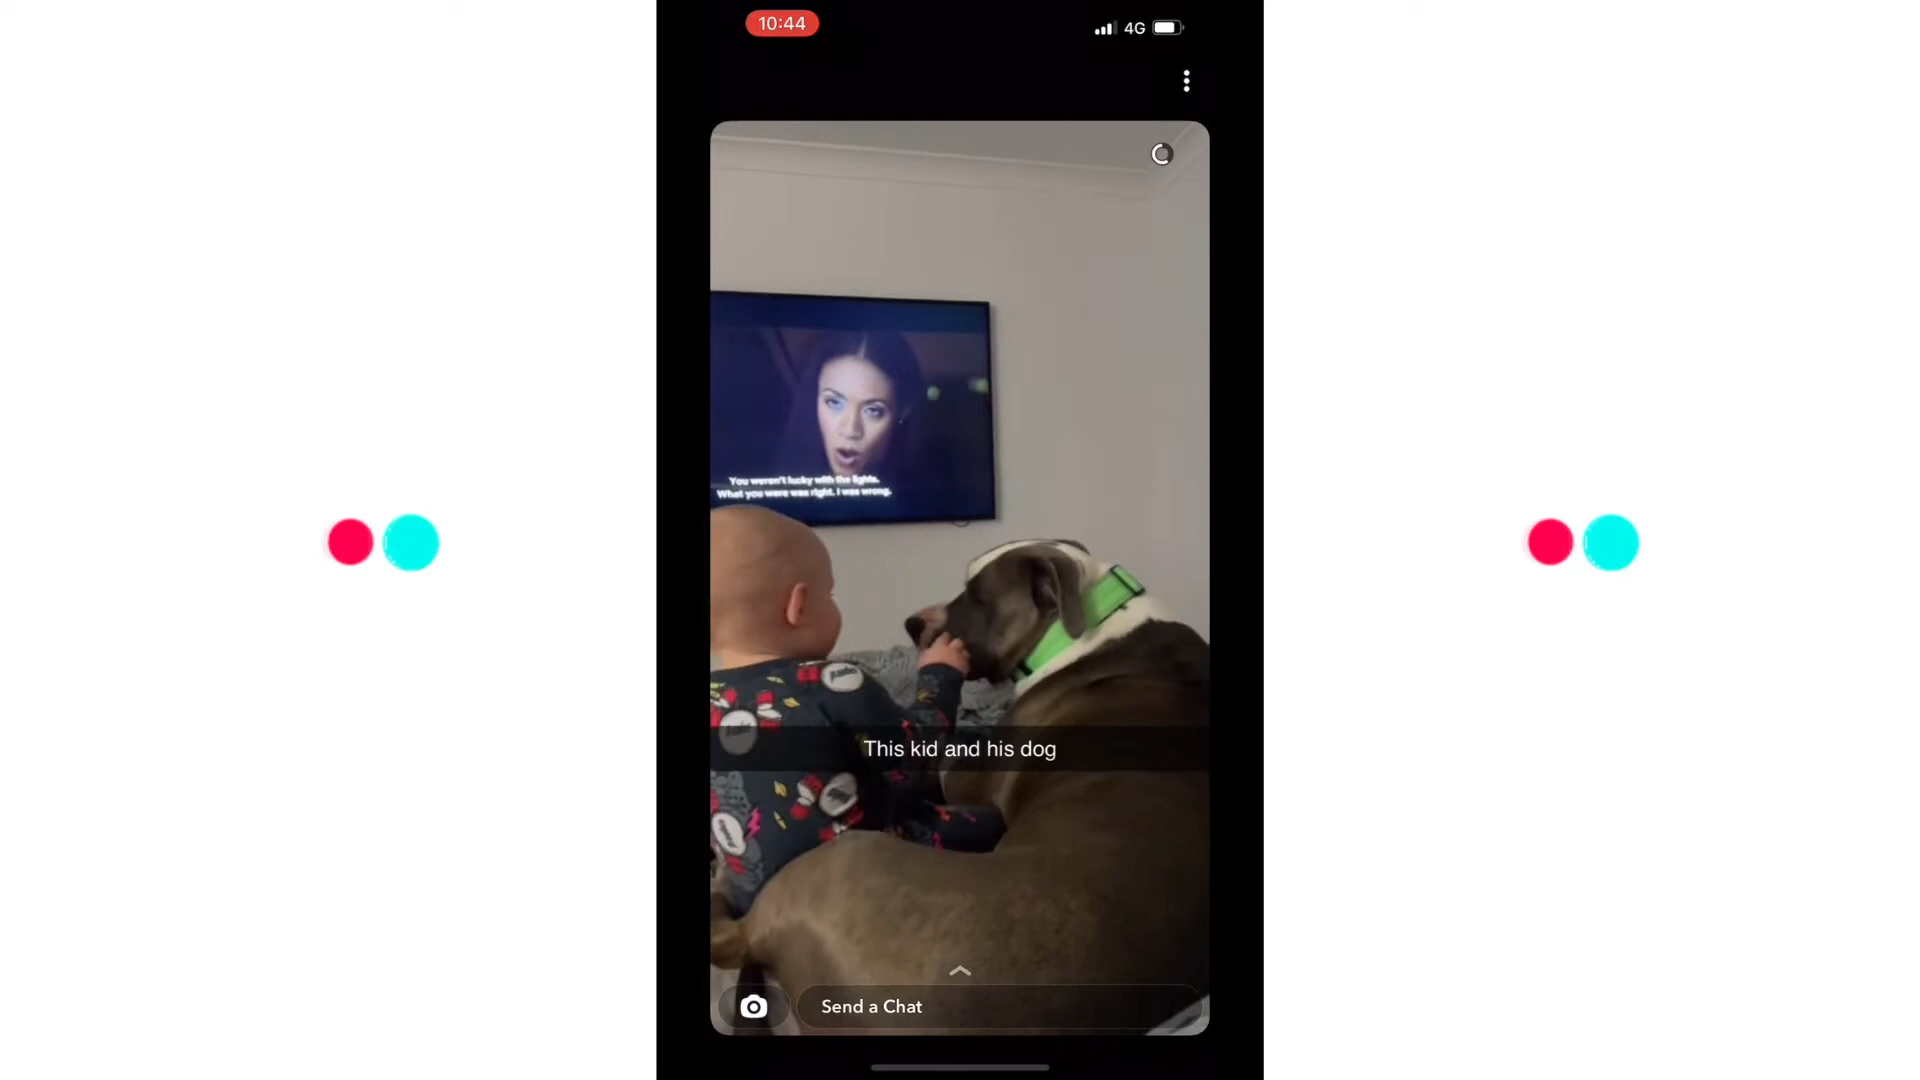 10:44
4G
You weren't lucky with the lights.
What you were was right. I was wrong.
This kid and his dog
Send a Chat